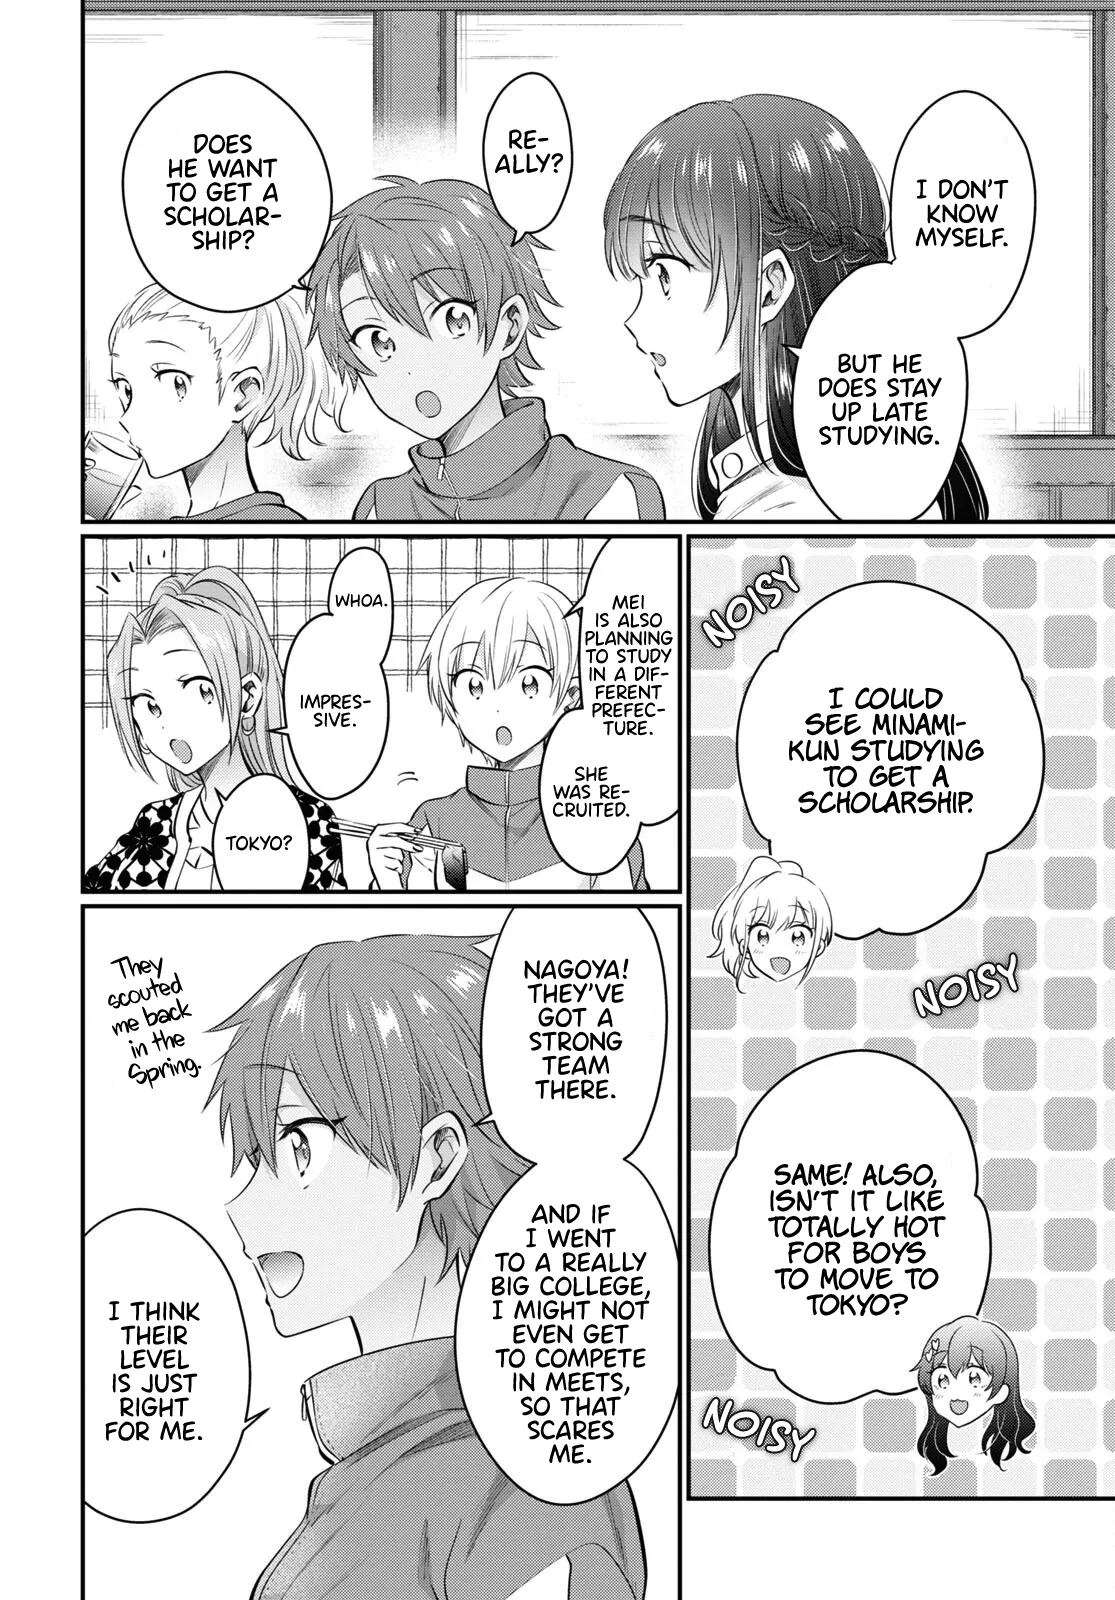 I DON'T
KNOW
MYSELF.
BUT HE
DOES STAY
UP LATE
STUDYING.
RE-
ALLY?
DOES
HE WANT
TO GET A
SCHOLAR-
SHIP?
NOISY
I COULD
SEE MINAMI-
KUN STUDYING
TO GET A
SCHOLARSHIP.
NOISY
SAME! ALSO,
ISN'T IT LIKE
TOTALLY HOT
FOR BOYS
TO MOVE TO
TOKYO?
NOISY
MEI
IS ALSO
PLANNING
TO STUDY
IN A DIF-
FERENT
PREFEC-
TURE.
SHE
WAS RE-
CRUITED.
WHOA.
IMPRES-
SIVE.
TOKYO?
NAGOYA!
THEY'VE
GOT A
STRONG
TEAM
THERE.
AND IF
I WENT
TO A REALLY
BIG COLLEGE,
I MIGHT NOT
EVEN GET
TO COMPETE
IN MEETS,
SO THAT
SCARES
ME.
They
scouted
me back
in the
Spring.
I THINK
THEIR
LEVEL
IS JUST
RIGHT
FOR ME.